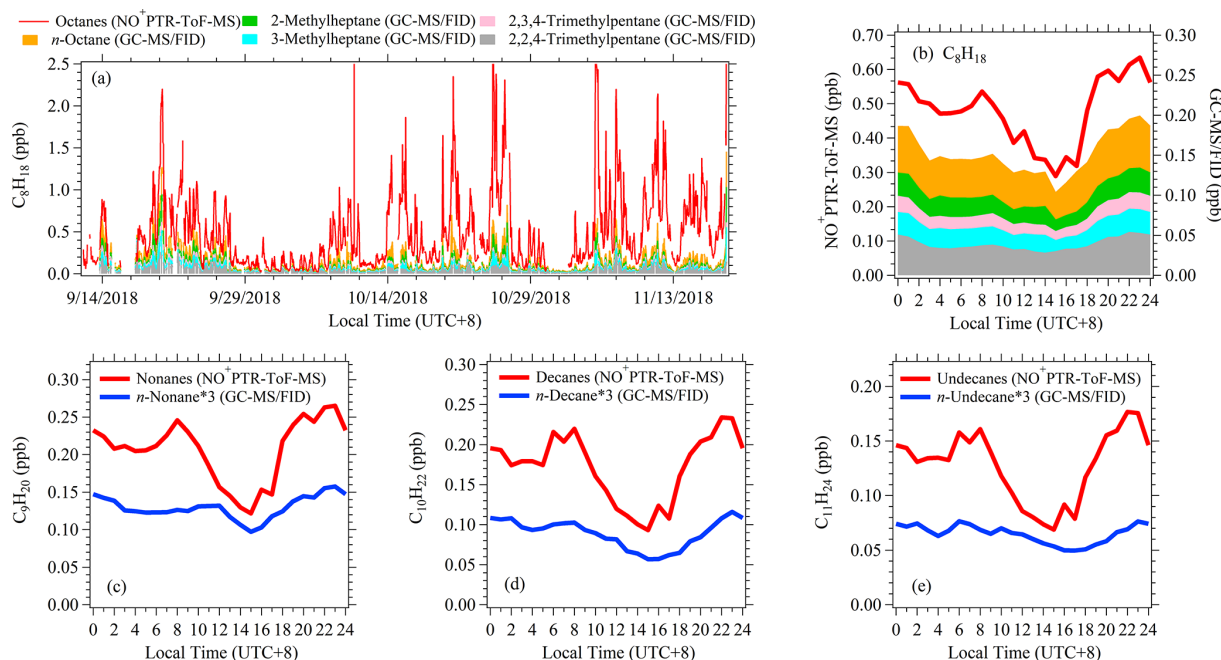 Octanes (NO+PTR-ToF-MS)
n-Octane (GC-MS/FID)
2-Methylheptane (GC-MS/FID)
3-Methylheptane (GC-MS/FID)
2,3,4-Trimethylpentane (GC-MS/FID)
2,2,4-Trimethylpentane (GC-MS/FID)
(a)
C8H18 (ppb)
2.5
2.0
1.5
1.0
0.5
0.0
9/14/2018 9/29/2018 10/14/2018 10/29/2018 11/13/2018
Local Time (UTC+8)
(b) C8H18
NO+PTR-ToF-MS (ppb)
0.70
0.60
0.50
0.40
0.30
0.20
0.10
0.00
GC-MS/FID (ppb)
0.30
0.25
0.20
0.15
0.10
0.05
0.00
0 2 4 6 8 10 12 14 16 18 20 22 24
Local Time (UTC+8)
Nonanes (NO+PTR-ToF-MS)
n-Nonane*3 (GC-MS/FID)
C9H20 (ppb)
0.30
0.25
0.20
0.15
0.10
0.05
0.00
(c)
0 2 4 6 8 10 12 14 16 18 20 22 24
Local Time (UTC+8)
Decanes (NO+PTR-ToF-MS)
n-Decane*3 (GC-MS/FID)
C10H22 (ppb)
0.30
0.25
0.20
0.15
0.10
0.05
0.00
(d)
0 2 4 6 8 10 12 14 16 18 20 22 24
Local Time (UTC+8)
Undecanes (NO+PTR-ToF-MS)
n-Undecane*3 (GC-MS/FID)
C11H24 (ppb)
0.20
0.15
0.10
0.05
0.00
(e)
0 2 4 6 8 10 12 14 16 18 20 22 24
Local Time (UTC+8)